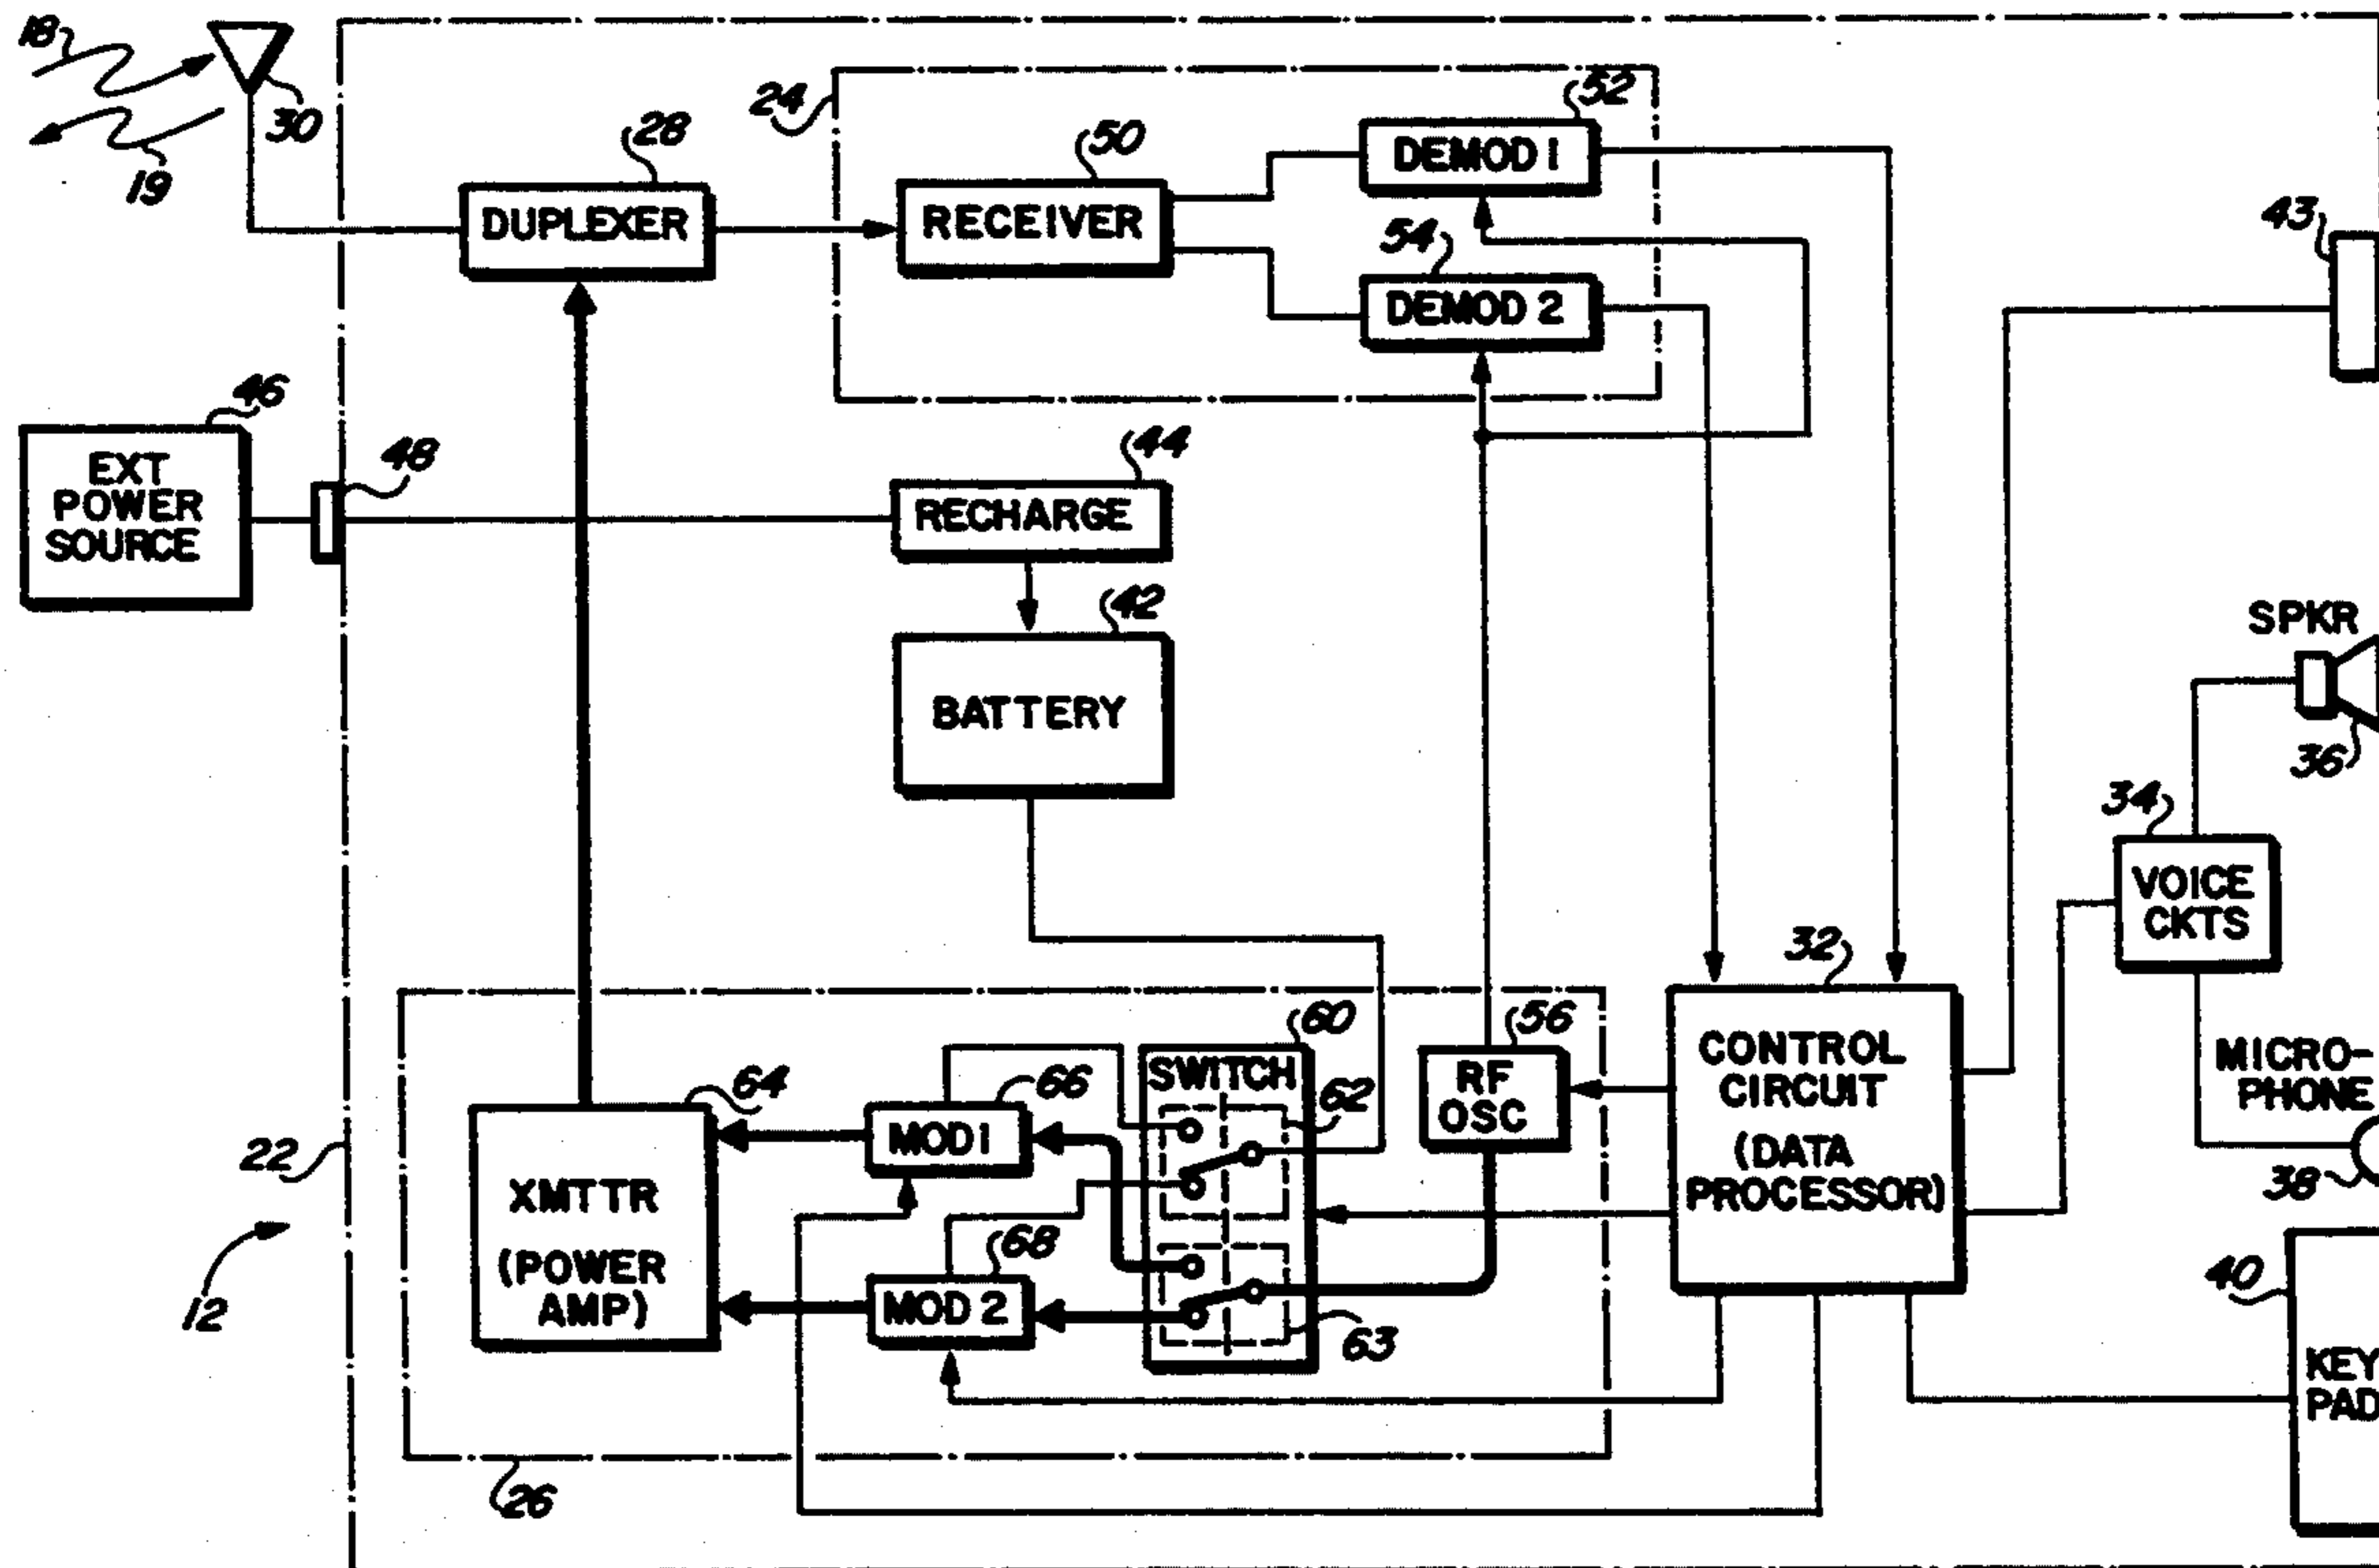 18
30
19
28
DUPLEXER
24
50
RECEIVER
52
DEMOD 1
54
DEMOD 2
43
46
EXT
POWER
SOURCE
48
44
RECHARGE
42
BATTERY
SPKR
36
34
VOICE
CKTS
32
CONTROL
CIRCUIT
(DATA
PROCESSOR)
MICRO-
PHONE
38
40
KEY
PAD
60
SWITCH
62
63
56
RF
OSC
64
XMTTR
(POWER
AMP)
66
MOD 1
68
MOD 2
22
12
26